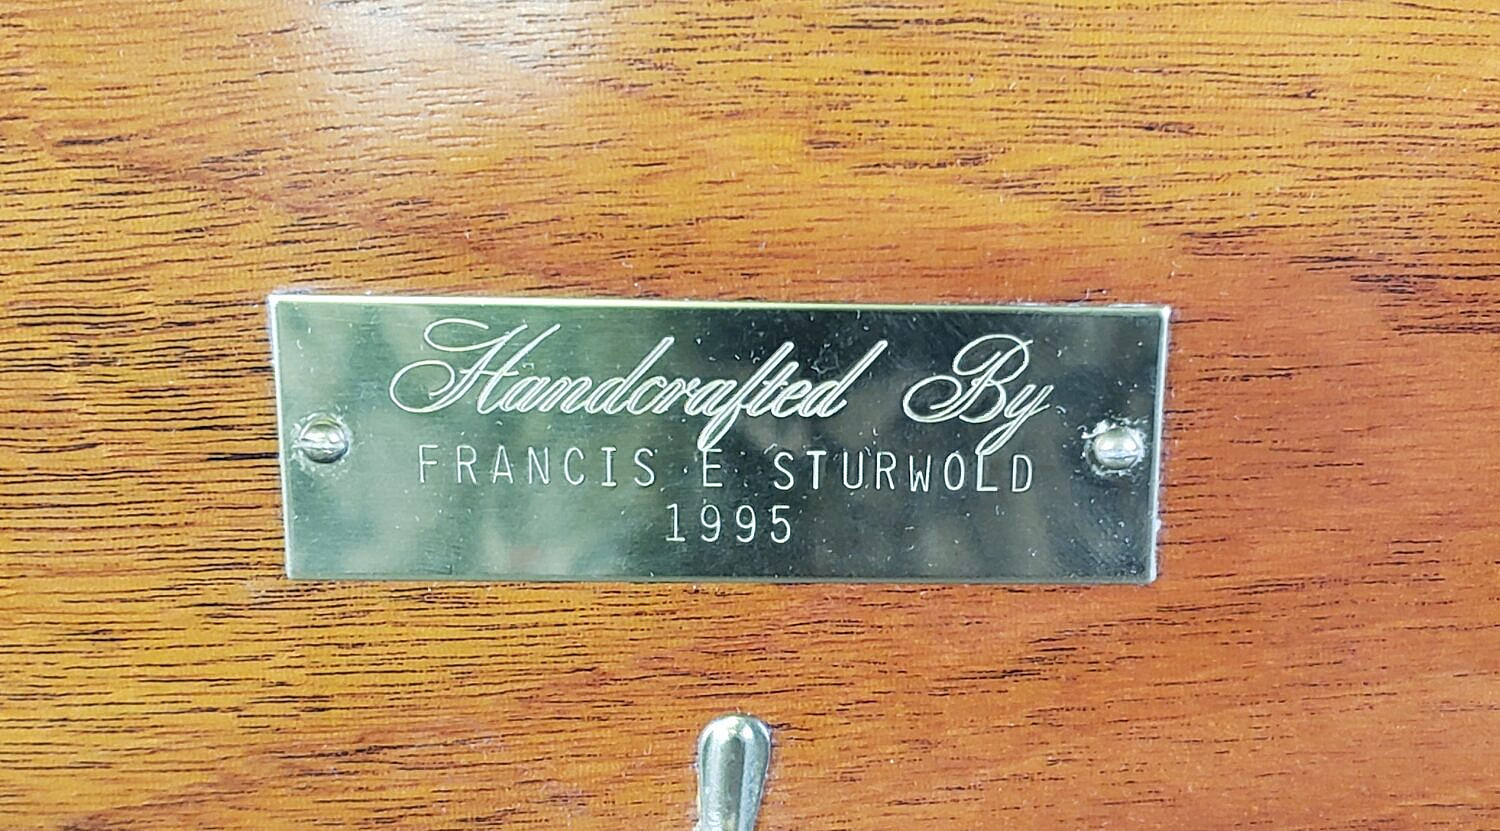 Handcrafted By
FRANCIS E STURWOLD
1995